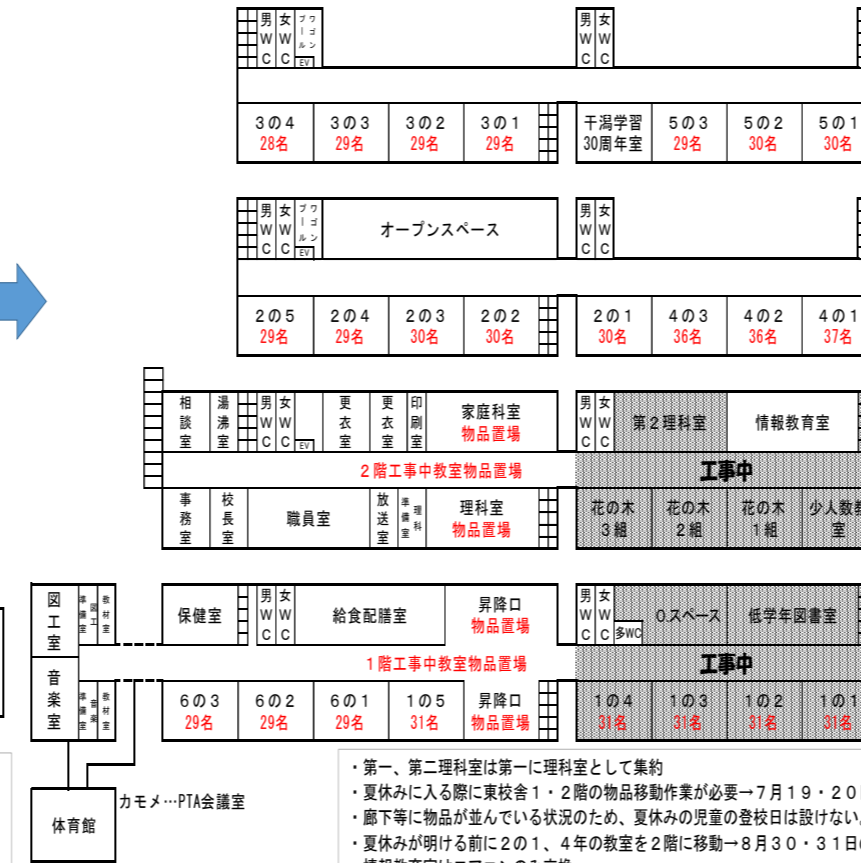 男WC 女WC プール ワゴン EV 男WC 女WC
3の4 3の3 3の2 3の1 干潟学習 5の3 5の2 5の1
28名 29名 29名 29名 30周年室 29名 30名 30名
男WC 女WC プール ワゴン EV オープンスペース 男WC 女WC
2の5 2の4 2の3 2の2 2の1 4の3 4の2 4の1
29名 29名 30名 30名 30名 36名 36名 37名
相談室 湯沸室 男WC 女WC EV 更衣室 更衣室 印刷室 家庭科室 男WC 女WC 第2理科室 情報教育室
物品置場
2階工事中教室物品置場 工事中
事務室 校長室 職員室 放送室 理科準備室 理科室 花の木 花の木 花の木 少人数教
物品置場 3組 2組 1組 室
図工室 図工準備室 教材室 保健室 男WC 女WC 給食配膳室 昇降口 男WC 女WC 多WC O.スペース 低学年図書室
物品置場
1階工事中教室物品置場 工事中
音楽室 音楽準備室 教材室 6の3 6の2 6の1 1の5 昇降口 1の4 1の3 1の2 1の1
29名 29名 29名 31名 物品置場 31名 31名 31名 31名
カモメ…PTA会議室
体育館
・第一、第二理科室は第一に理科室として集約
・夏休みに入る際に東校舎1・2階の物品移動作業が必要→7月19・20
・廊下等に物品が並んでいる状況のため、夏休みの児童の登校日は設けない。
・夏休みが明ける前に2の1、4年の教室を2階に移動→8月30・31日